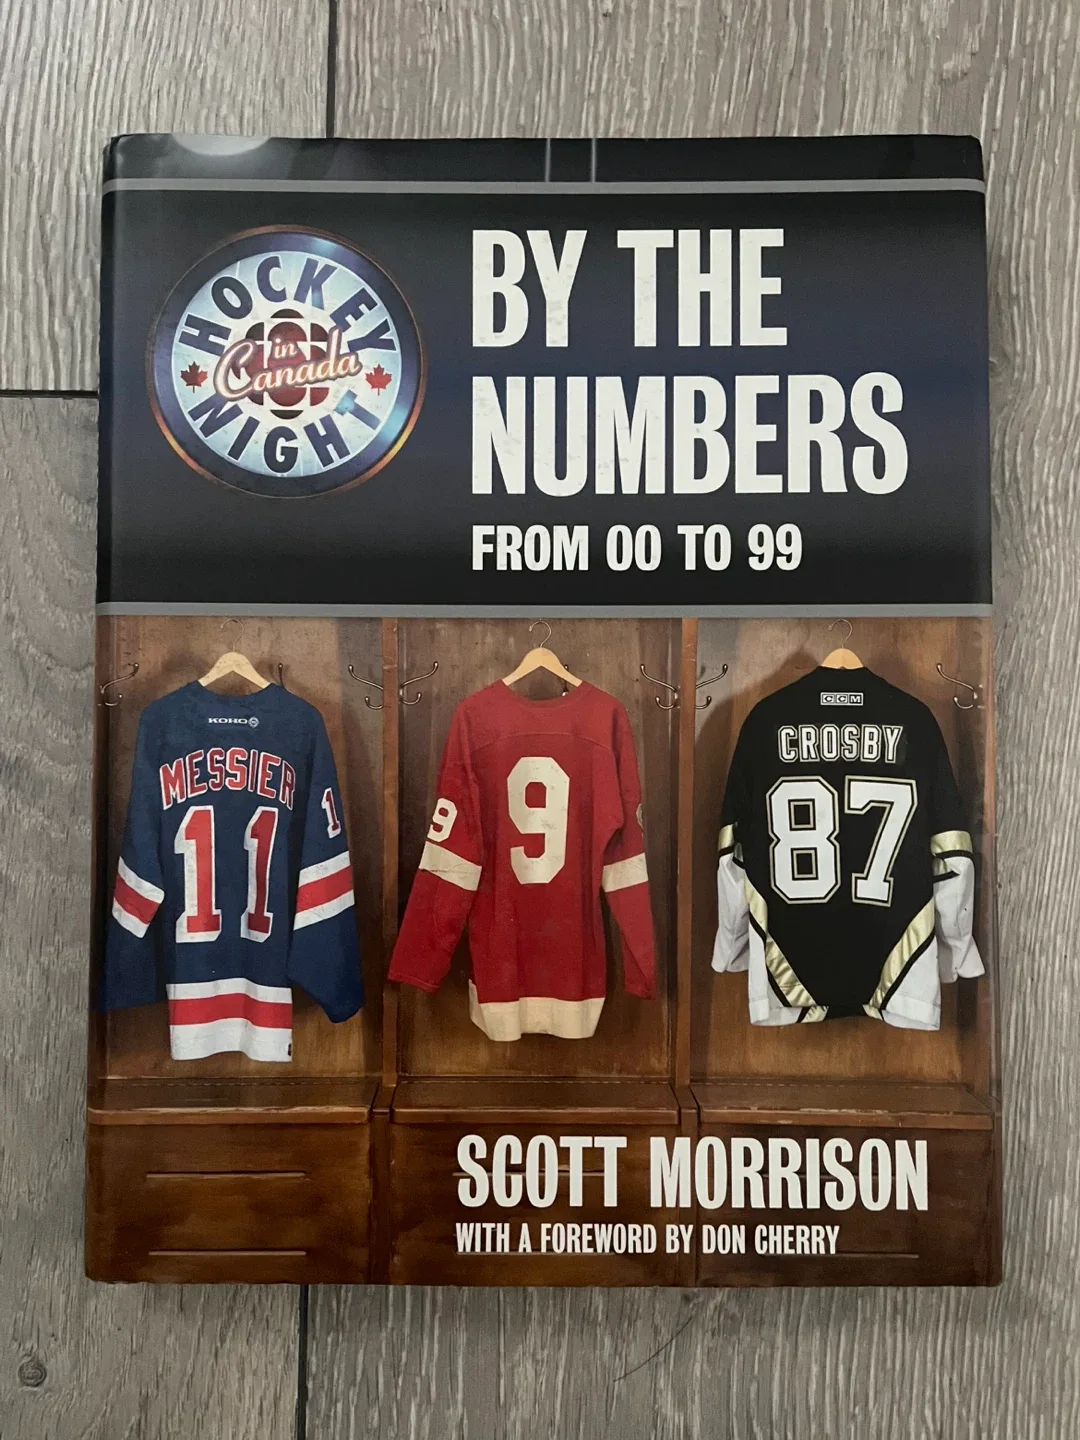 HOCKEY
in
Canada
NIGHT
BY THE
NUMBERS
FROM 00 TO 99
KOHO
MESSIER
11
1
9
9
CCM
CROSBY
87
SCOTT MORRISON
WITH A FOREWORD BY DON CHERRY